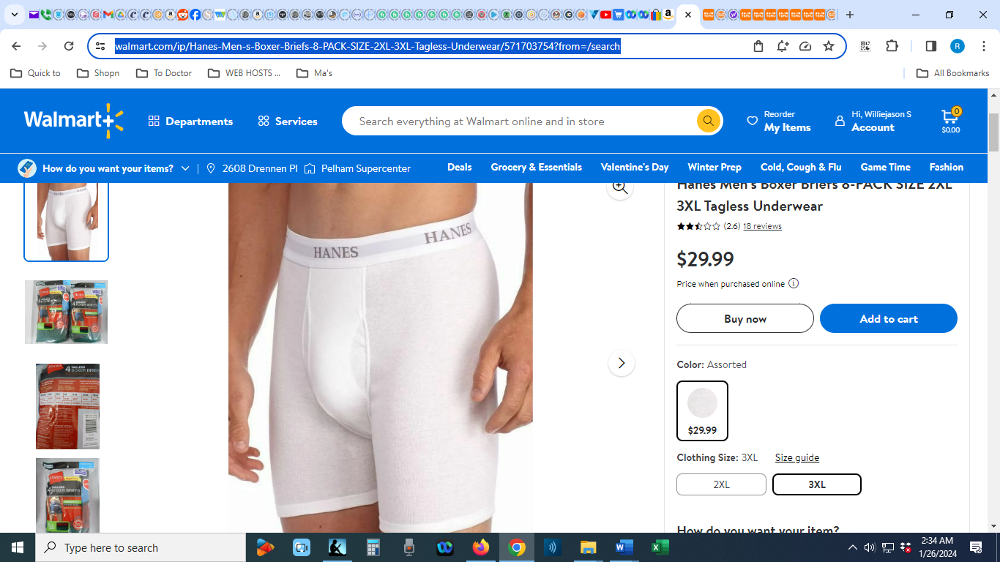 walmart.com/ip/Hanes-Men-s-Boxer-Briefs-8-PACK-SIZE-2XL-3XL-Tagless-Underwear/571703754?from=/search
R
Quick to
Shopn
To Doctor
WEB HOSTS ...
Ma's
All Bookmarks
Walmart
Departments
Services
Search everything at Walmart online and in store
Reorder
My Items
Hi, Williejason S
Account
0
$0.00
How do you want your items?
2608 Drennen Pl
Pelham Supercenter
Deals
Grocery & Essentials
Valentine's Day
Winter Prep
Cold, Cough & Flu
Game Time
Fashion
HANES
HANES
Hanes Men's Boxer Briefs 8-PACK SIZE 2XL
3XL Tagless Underwear
(2.6) 18 reviews
$29.99
Price when purchased online
Buy now
Add to cart
Color: Assorted
$29.99
Clothing Size: 3XL
Size guide
2XL
3XL
How do you want your item?
Hanes
4 BOXER BRIEFS
Type here to search
2:34 AM
1/26/2024